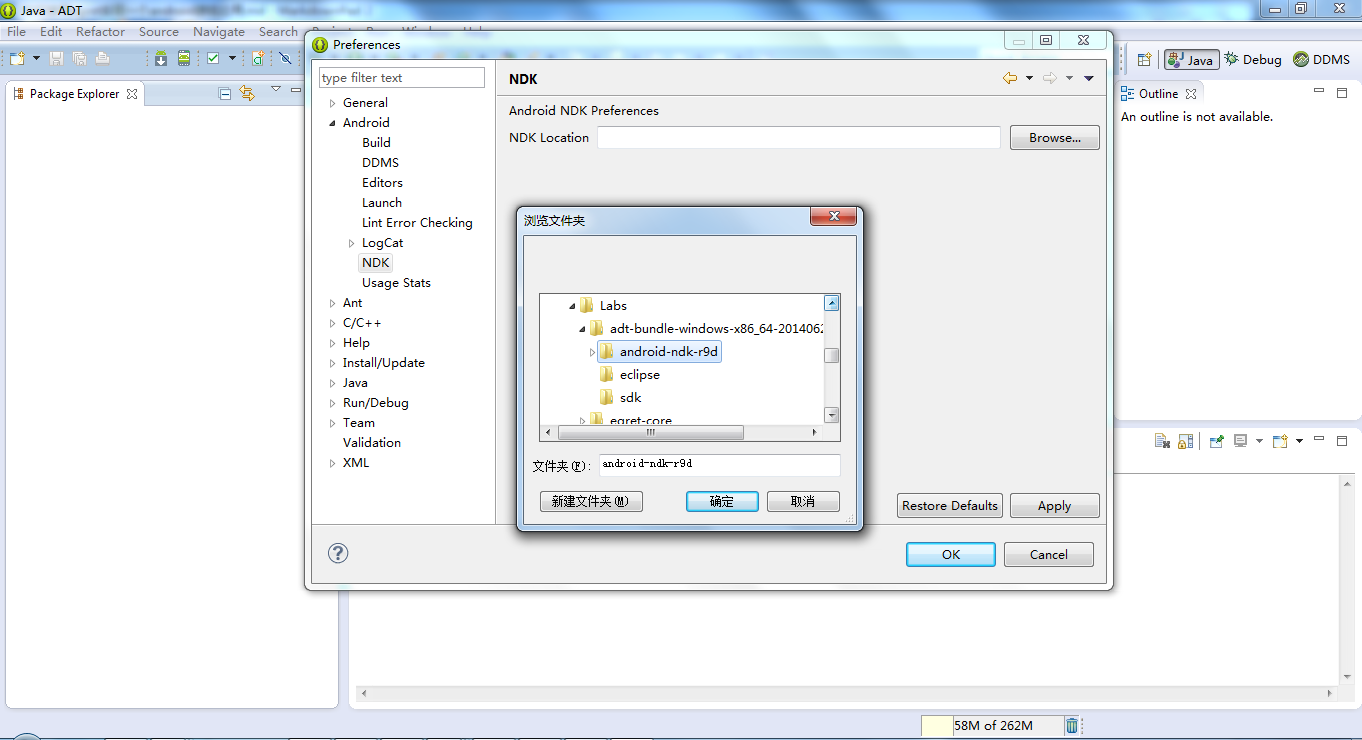 Java - ADT
File Edit Refactor Source Navigate Search
Java Debug DDMS
Package Explorer
Preferences
type filter text
General
Android
Build
DDMS
Editors
Launch
Lint Error Checking
LogCat
NDK
Usage Stats
Ant
C/C++
Help
Install/Update
Java
Run/Debug
Team
Validation
XML
NDK
Android NDK Preferences
NDK Location
Browse...
浏览文件夹
Labs
adt-bundle-windows-x86_64-2014062
android-ndk-r9d
eclipse
sdk
egret-core
文件夹(F): android-ndk-r9d
新建文件夹(M) 确定 取消
Restore Defaults Apply
OK Cancel
Outline
An outline is not available.
58M of 262M